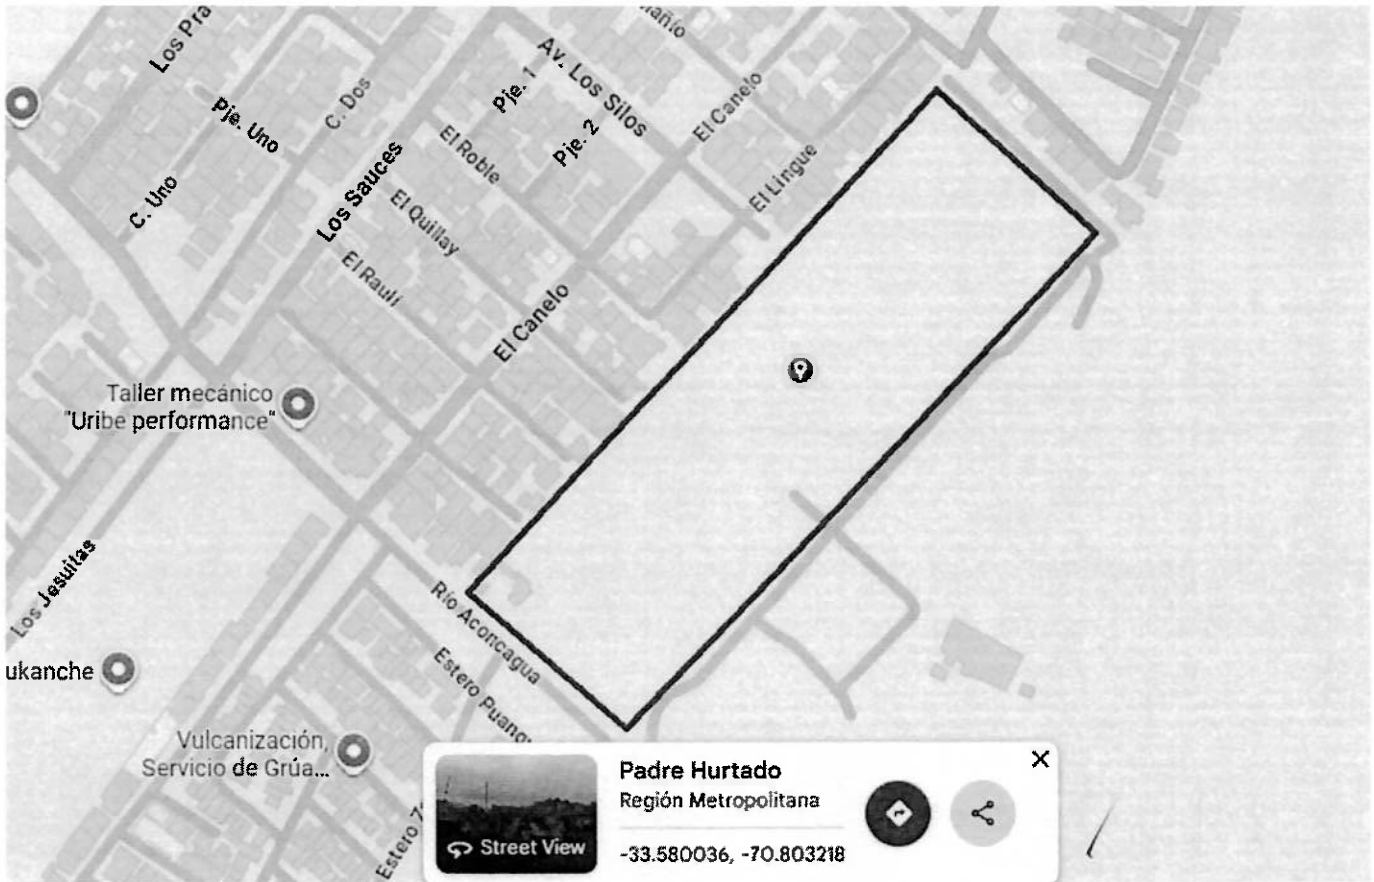 Los Pra
Pje. Uno
C. Dos
C. Uno
Los Sauces
Av. Los Silos
Pje. 1
Pje. 2
El Roble
El Quillay
El Raulí
El Canelo
El Canelo
El Lingue
Taller mecánico
"Uribe performance"
Los Jesuitas
ukanche
Río Aconcagua
Estero Puang
Vulcanización,
Servicio de Grúa...
Estero
Street View
Padre Hurtado
Región Metropolitana
-33.580036, -70.803218